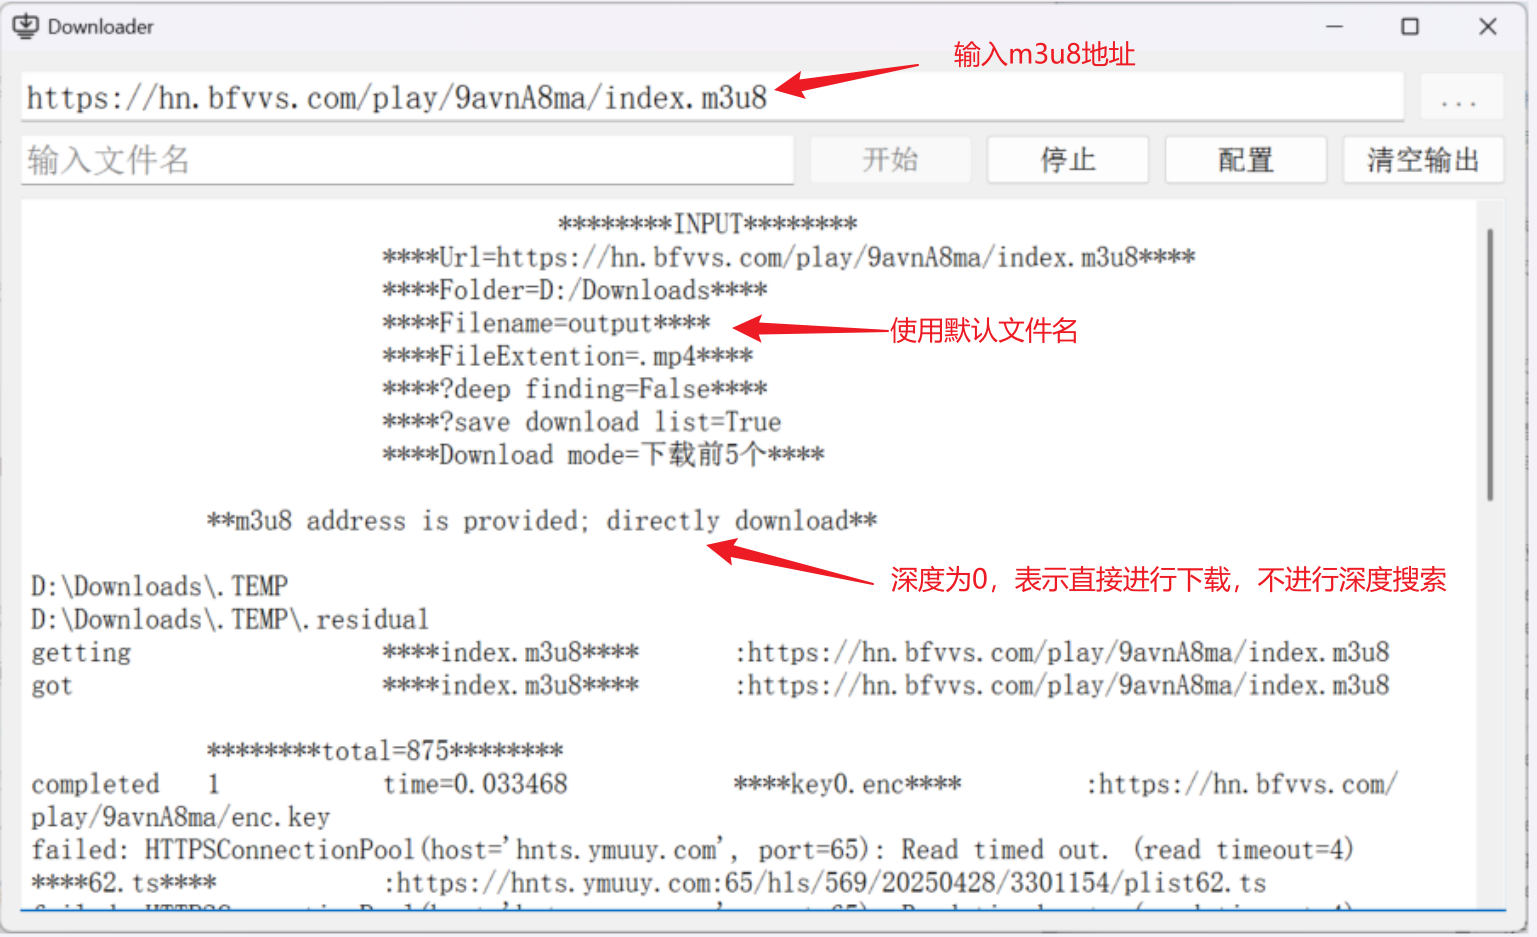 Downloader
输入m3u8地址
https://hn.bfvvs.com/play/9avnA8ma/index.m3u8
...
输入文件名
开始
停止
配置
清空输出
********INPUT********
****Url=https://hn.bfvvs.com/play/9avnA8ma/index.m3u8****
****Folder=D:/Downloads****
****Filename=output****
使用默认文件名
****FileExtention=.mp4****
****?deep finding=False****
****?save download list=True
****Download mode=下载前5个****
**m3u8 address is provided; directly download**
深度为0，表示直接进行下载，不进行深度搜索
D:\Downloads\.TEMP
D:\Downloads\.TEMP\.residual
getting ****index.m3u8**** :https://hn.bfvvs.com/play/9avnA8ma/index.m3u8
got ****index.m3u8**** :https://hn.bfvvs.com/play/9avnA8ma/index.m3u8
********total=875********
completed 1 time=0.033468 ****key0.enc**** :https://hn.bfvvs.com/
play/9avnA8ma/enc.key
failed: HTTPSConnectionPool(host='hnts.ymuuy.com', port=65): Read timed out. (read timeout=4)
****62.ts**** :https://hnts.ymuuy.com:65/hls/569/20250428/3301154/plist62.ts